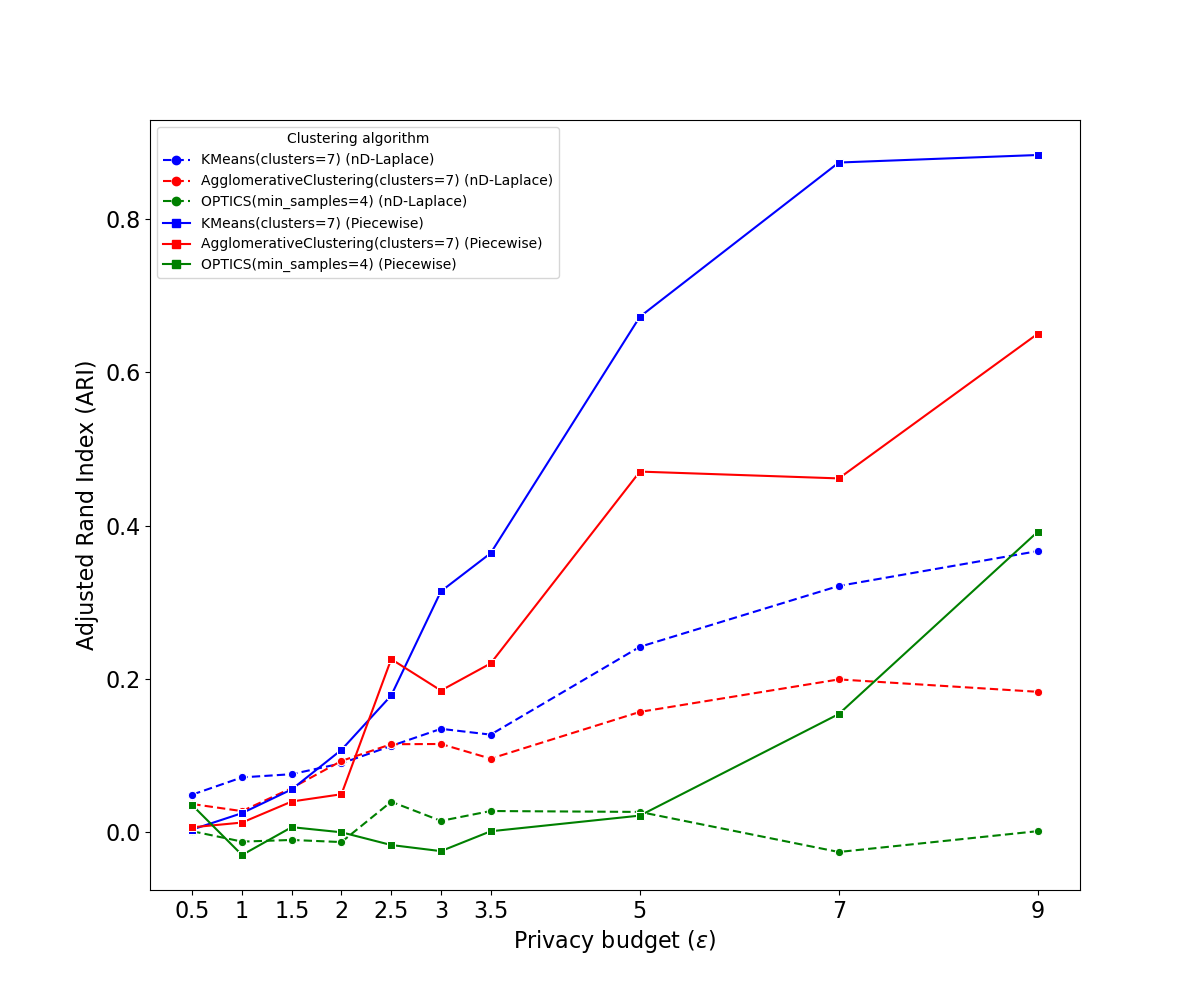 Clustering algorithm
KMeans(clusters=7) (nD-Laplace)
AgglomerativeClustering(clusters=7) (nD-Laplace)
OPTICS(min_samples=4) (nD-Laplace)
KMeans(clusters=7) (Piecewise)
AgglomerativeClustering(clusters=7) (Piecewise)
OPTICS(min_samples=4) (Piecewise)
Adjusted Rand Index (ARI)
0.8
0.6
0.4
0.2
0.0
0.5 1 1.5 2 2.5 3 3.5 5 7 9
Privacy budget (ε)